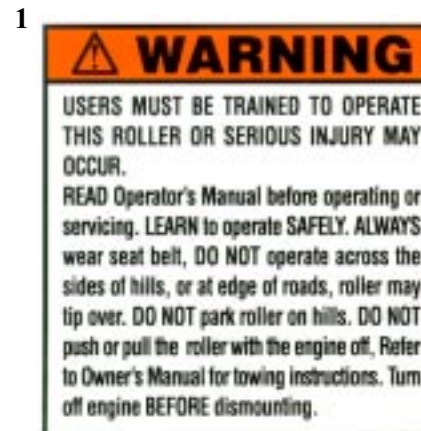 1
WARNING
USERS MUST BE TRAINED TO OPERATE
THIS ROLLER OR SERIOUS INJURY MAY
OCCUR.
READ Operator's Manual before operating or
servicing. LEARN to operate SAFELY. ALWAYS
wear seat belt, DO NOT operate across the
sides of hills, or at edge of roads, roller may
tip over. DO NOT park roller on hills. DO NOT
push or pull the roller with the engine off, Refer
to Owner's Manual for towing instructions. Turn
off engine BEFORE dismounting.